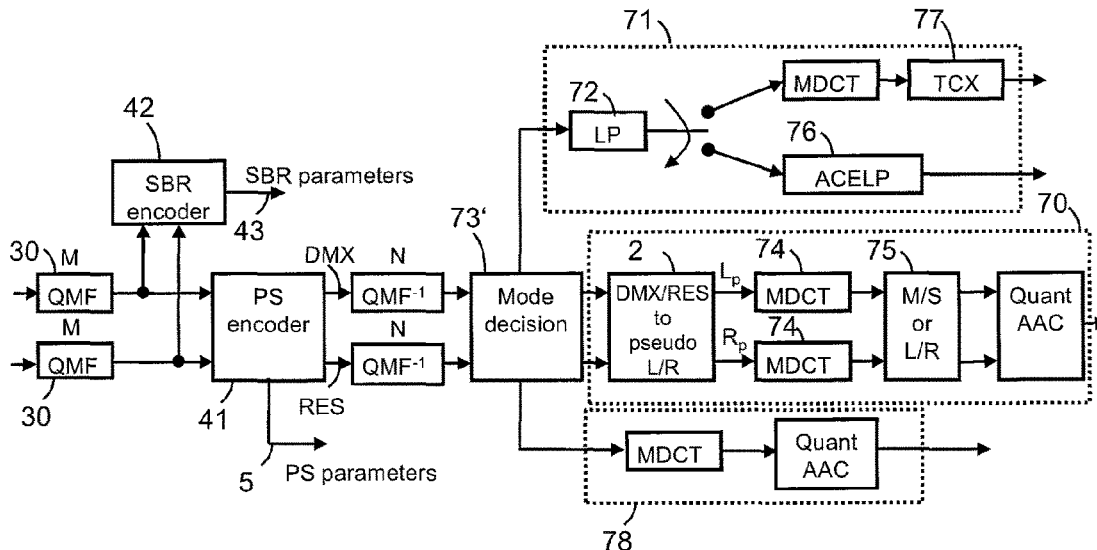 71
77
72
LP
MDCT
TCX
76
ACELP
42
SBR
encoder
SBR parameters
43
73‘
70
30
M
QMF
M
QMF
30
PS
encoder
41
DMX
N
QMF-1
N
QMF-1
RES
5
PS parameters
Mode
decision
2
DMX/RES
to
pseudo
L/R
Lp
Rp
74
MDCT
74
MDCT
75
M/S
or
L/R
Quant
AAC
MDCT
Quant
AAC
78